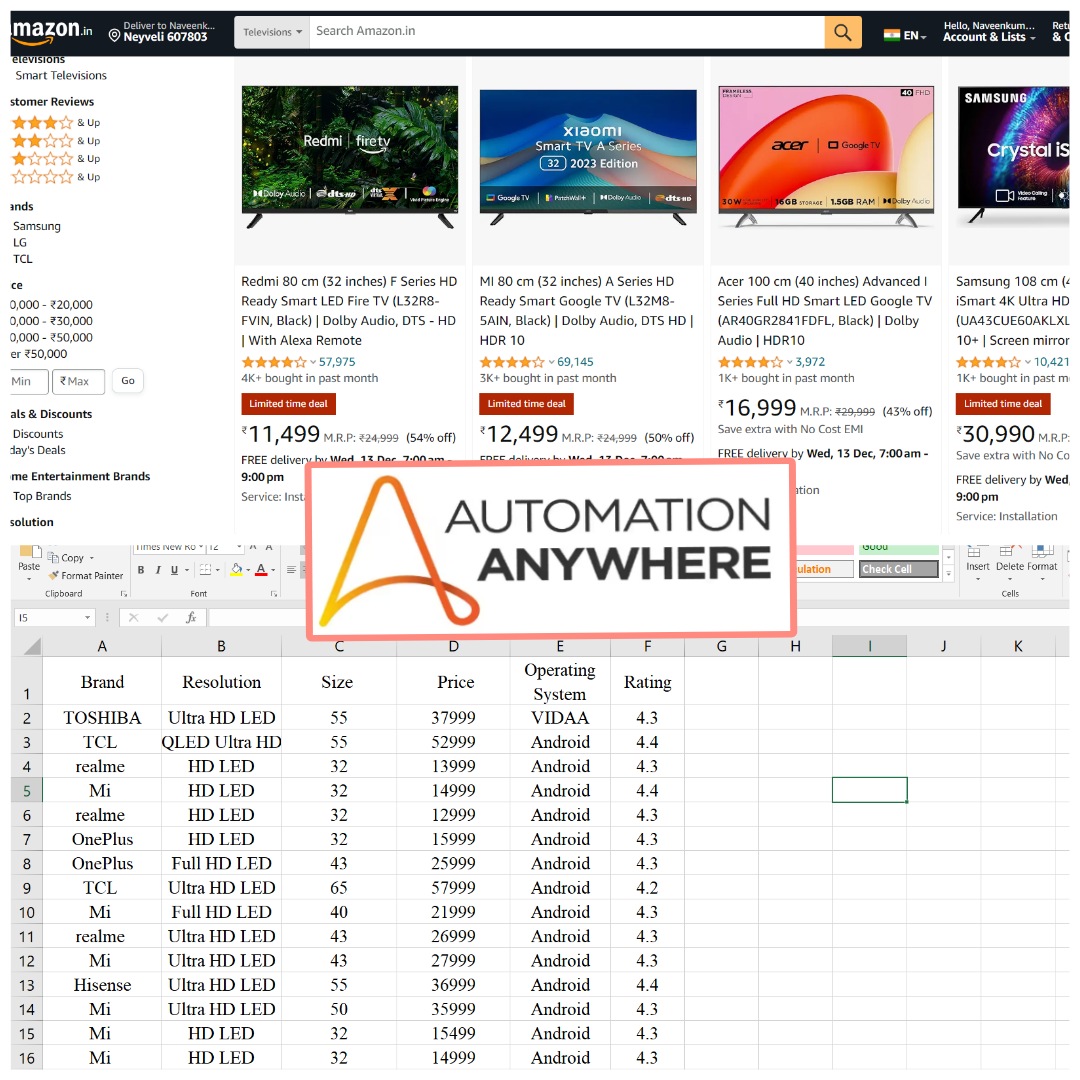 mazon.in
Deliver to Naveenk...
Neyveli 607803
Televisions
Search Amazon.in
EN
Hello, Naveenkum...
Account & Lists
Retu
& O
elevisions
Smart Televisions
stomer Reviews
& Up
& Up
& Up
& Up
ands
Samsung
LG
TCL
ce
0,000 - ₹20,000
0,000 - ₹30,000
0,000 - ₹50,000
er ₹50,000
Min
₹Max
Go
als & Discounts
Discounts
day's Deals
me Entertainment Brands
Top Brands
solution
Redmi | firetv
Dolby Audio | dts-HD | dts X | Vivid Picture Engine
Redmi 80 cm (32 inches) F Series HD
Ready Smart LED Fire TV (L32R8-
FVIN, Black) | Dolby Audio, DTS - HD
| With Alexa Remote
57,975
4K+ bought in past month
Limited time deal
₹11,499 M.R.P: ₹24,999 (54% off)
FREE delivery by Wed, 13 Dec, 7:00am -
9:00pm
Service: Insta
xiaomi
Smart TV A Series
32 2023 Edition
Google TV | PatchWall+ | Dolby Audio | dts-HD
MI 80 cm (32 inches) A Series HD
Ready Smart Google TV (L32M8-
5AIN, Black) | Dolby Audio, DTS HD |
HDR 10
69,145
3K+ bought in past month
Limited time deal
₹12,499 M.R.P: ₹24,999 (50% off)
FREE delivery by Wed, 13 Dec, 7:00am -
FRAMELESS
DESIGN
40 FHD
acer | Google TV
30W 16GB STORAGE | 1.5GB RAM | Dolby Audio
Acer 100 cm (40 inches) Advanced I
Series Full HD Smart LED Google TV
(AR40GR2841FDFL, Black) | Dolby
Audio | HDR10
3,972
1K+ bought in past month
₹16,999 M.R.P: ₹29,999 (43% off)
Save extra with No Cost EMI
FREE delivery by Wed, 13 Dec, 7:00am -
ation
SAMSUNG
Crystal iS
Video Calling
Feature
Samsung 108 cm (4
iSmart 4K Ultra HD
(UA43CUE60AKLXL
10+ | Screen mirror
10,421
1K+ bought in past m
Limited time deal
₹30,990 M.R.P:
Save extra with No Co
FREE delivery by Wed,
9:00pm
Service: Installation
AUTOMATION
ANYWHERE
Paste
Copy
Format Painter
Clipboard
Times New Ro
12
A A
B I U
A
Font
Good
ulation
Check Cell
Insert Delete Format
Cells
I5
fx
A B C D E F G H I J K
1 Brand Resolution Size Price Operating System Rating
2 TOSHIBA Ultra HD LED 55 37999 VIDAA 4.3
3 TCL QLED Ultra HD 55 52999 Android 4.4
4 realme HD LED 32 13999 Android 4.3
5 Mi HD LED 32 14999 Android 4.4
6 realme HD LED 32 12999 Android 4.3
7 OnePlus HD LED 32 15999 Android 4.3
8 OnePlus Full HD LED 43 25999 Android 4.3
9 TCL Ultra HD LED 65 57999 Android 4.2
10 Mi Full HD LED 40 21999 Android 4.3
11 realme Ultra HD LED 43 26999 Android 4.3
12 Mi Ultra HD LED 43 27999 Android 4.3
13 Hisense Ultra HD LED 55 36999 Android 4.4
14 Mi Ultra HD LED 50 35999 Android 4.3
15 Mi HD LED 32 15499 Android 4.3
16 Mi HD LED 32 14999 Android 4.3